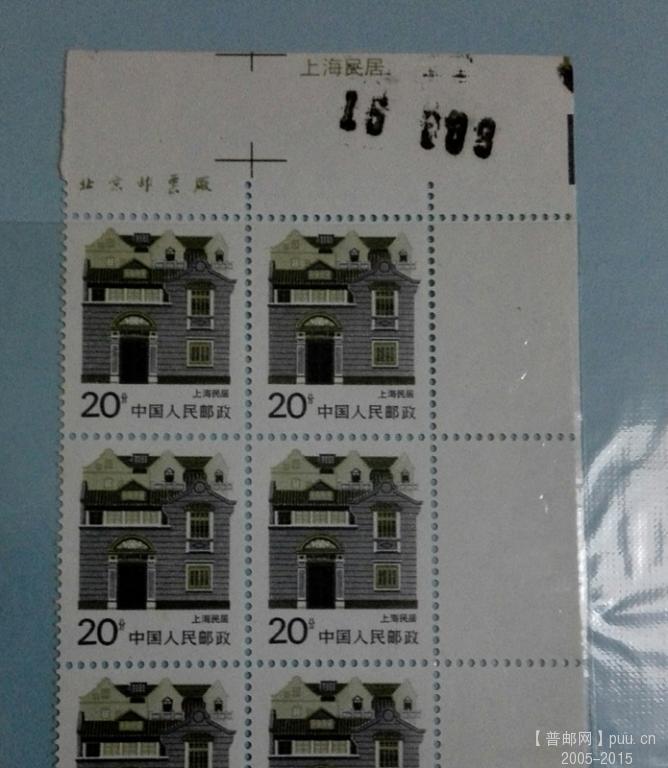 上海民居
15
北京邮票厂
上海民居 上海民居
20分 中国人民邮政 20分 中国人民邮政
上海民居 上海民居
20分 中国人民邮政 20分 中国人民邮政
【普邮网】puu.cn
2005-2015